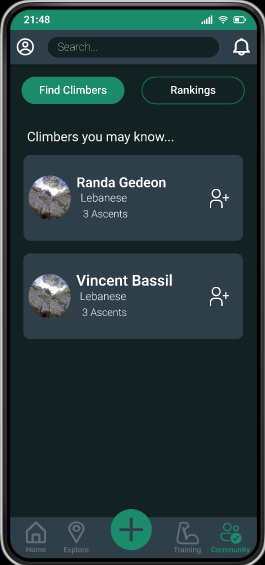 21:48
Search...
Find Climbers
Rankings
Climbers you may know...
Randa Gedeon
Lebanese
3 Ascents
Vincent Bassil
Lebanese
3 Ascents
Home
Explore
Training
Community